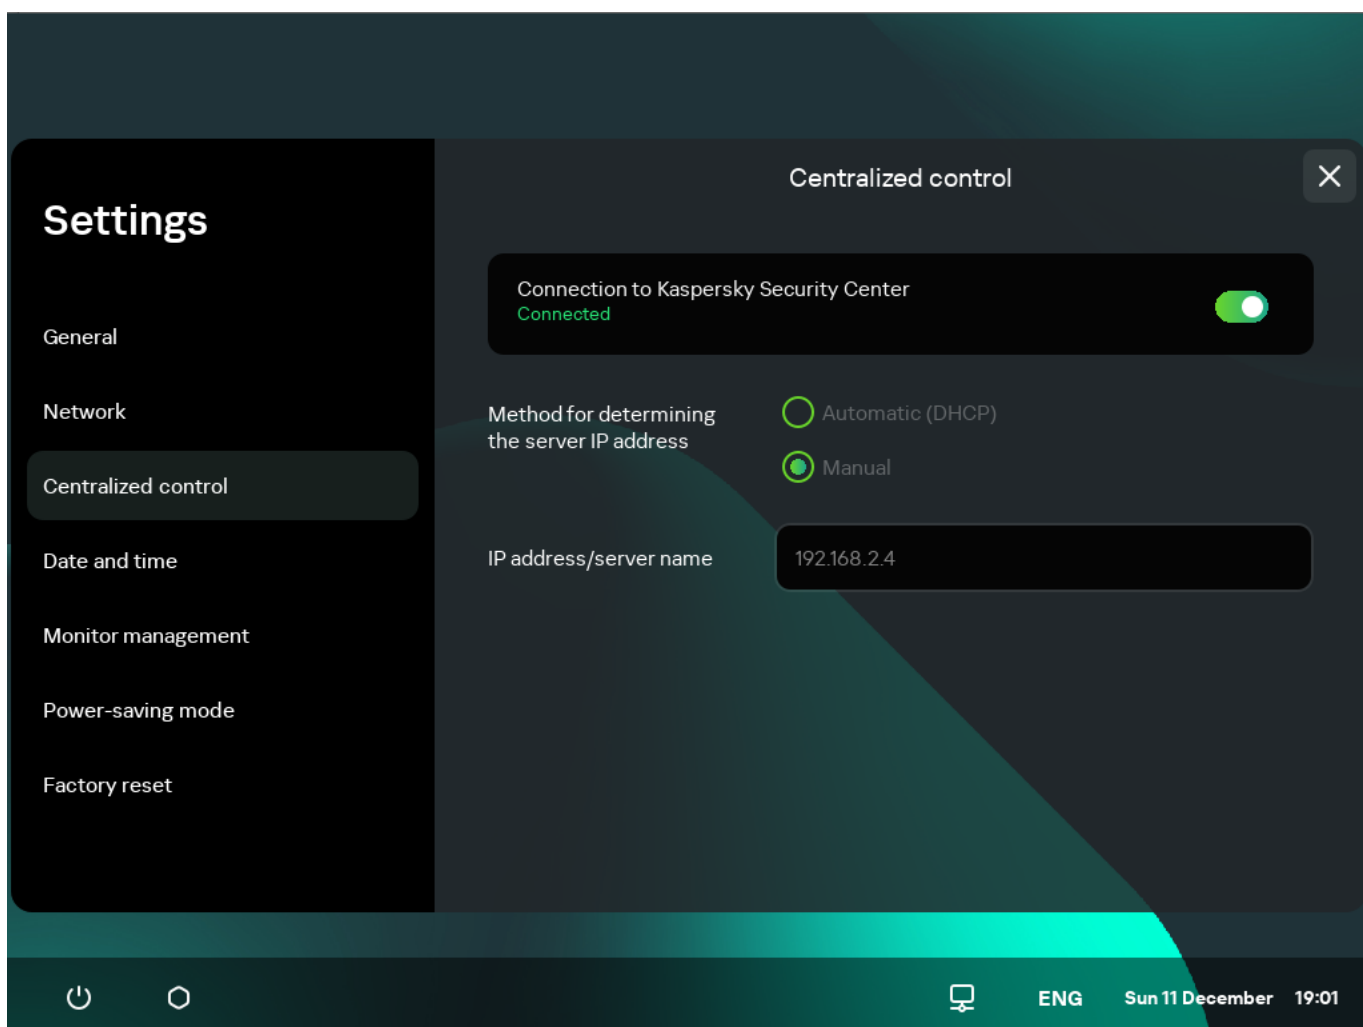 Settings
General
Network
Centralized control
Date and time
Monitor management
Power-saving mode
Factory reset
Centralized control
Connection to Kaspersky Security Center
Connected
Method for determining
the server IP address
Automatic (DHCP)
Manual
IP address/server name
192.168.2.4
ENG
Sun 11 December
19:01